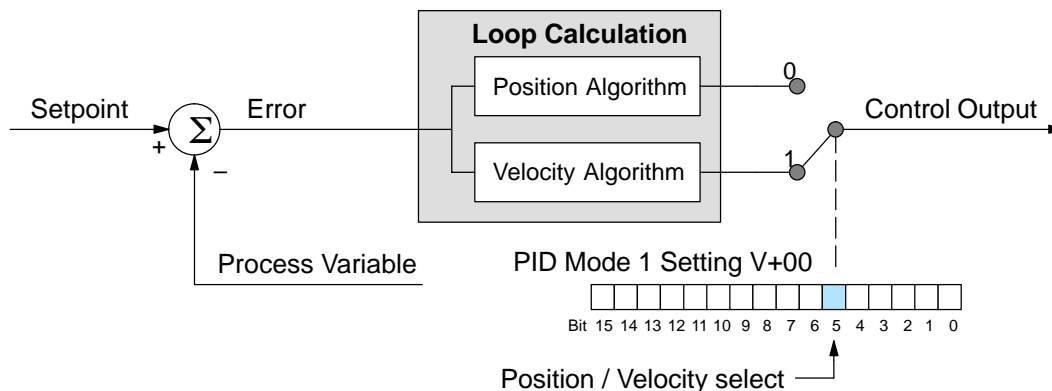 Loop Calculation
Position Algorithm
0
Setpoint
Error
Control Output
Σ
+
−
Velocity Algorithm
1
Process Variable
PID Mode 1 Setting V+00
Bit 15 14 13 12 11 10 9 8 7 6 5 4 3 2 1 0
Position / Velocity select